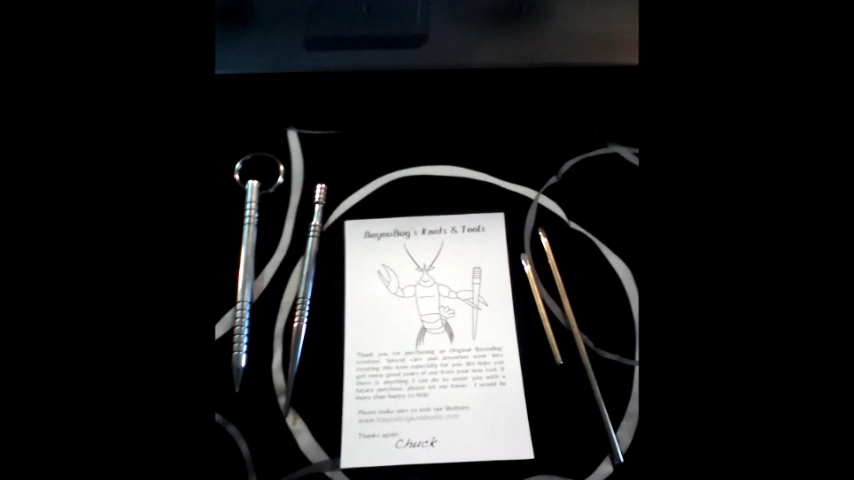 BayouBug's Knots & Tools
Thank you for purchasing an Original BayouBug
creation. Special care and attention went into
creating this item especially for you. We hope you
get many good years of use from your new tool. If
there is anything I can do to assist you with a
future purchase, please let me know. I would be
more than happy to help.
Please make sure to visit our Website.
Thanks again,
Chuck